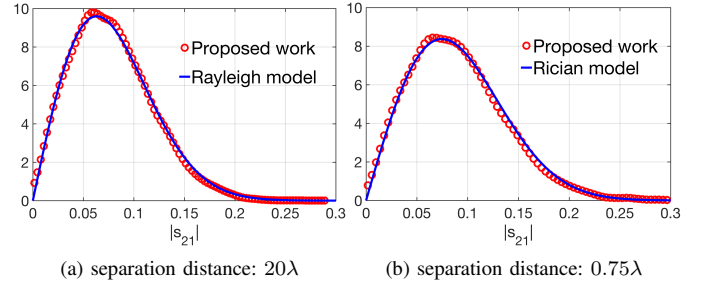 10
8
6
4
2
0
0 0.05 0.1 0.15 0.2 0.25 0.3
|s21|
Proposed work
Rayleigh model
(a) separation distance: 20λ
10
8
6
4
2
0
0 0.05 0.1 0.15 0.2 0.25 0.3
|s21|
Proposed work
Rician model
(b) separation distance: 0.75λ